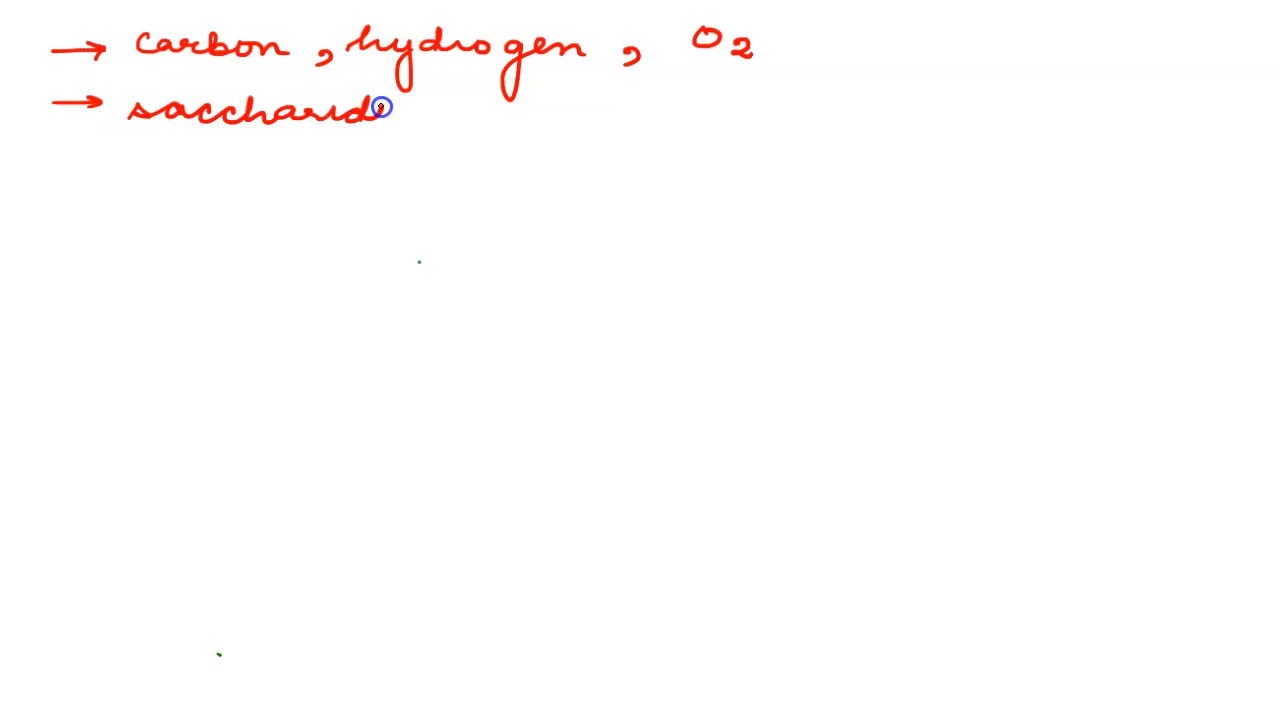 → carbon, hydrogen, O2
→ saccharid